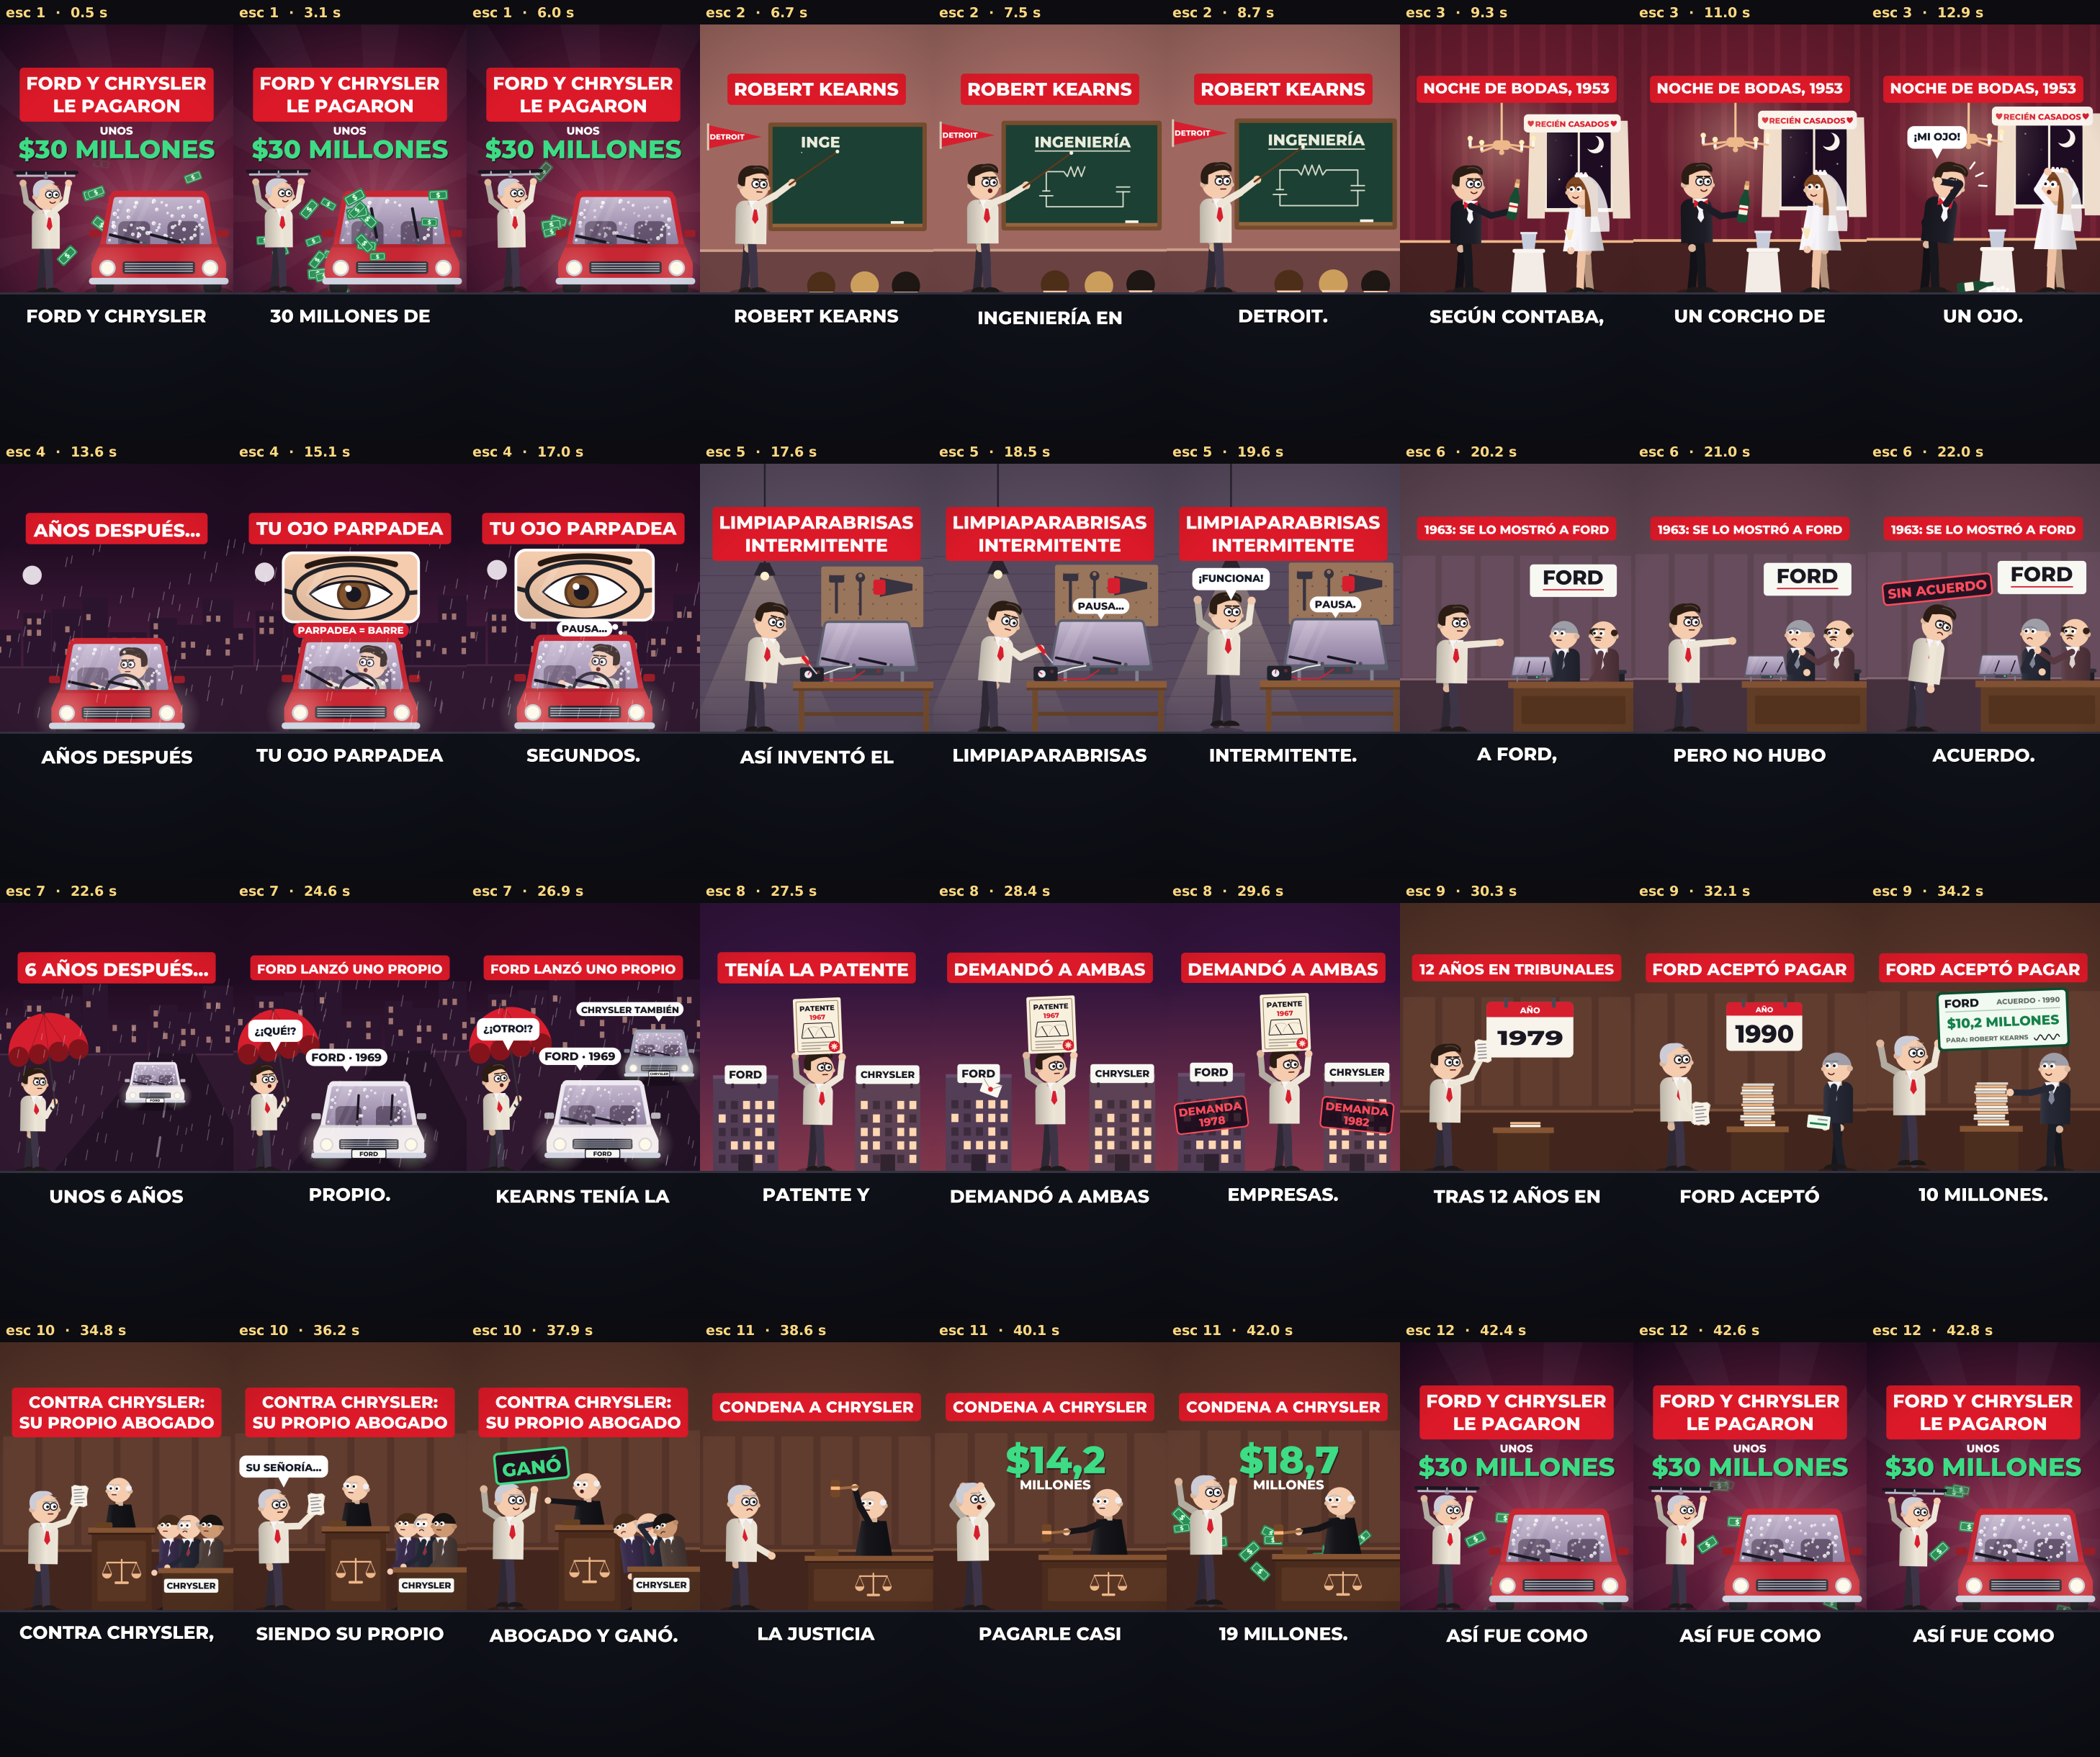 esc 1 · 0.5 s
FORD Y CHRYSLER
LE PAGARON
UNOS
$30 MILLONES
FORD Y CHRYSLER
esc 1 · 3.1 s
FORD Y CHRYSLER
LE PAGARON
UNOS
$30 MILLONES
30 MILLONES DE
esc 1 · 6.0 s
FORD Y CHRYSLER
LE PAGARON
UNOS
$30 MILLONES
esc 2 · 6.7 s
ROBERT KEARNS
DETROIT
INGE
ROBERT KEARNS
esc 2 · 7.5 s
ROBERT KEARNS
DETROIT
INGENIERÍA
INGENIERÍA EN
esc 2 · 8.7 s
ROBERT KEARNS
DETROIT
INGENIERÍA
DETROIT.
esc 3 · 9.3 s
NOCHE DE BODAS, 1953
♥RECIÉN CASADOS♥
SEGÚN CONTABA,
esc 3 · 11.0 s
NOCHE DE BODAS, 1953
♥RECIÉN CASADOS♥
UN CORCHO DE
esc 3 · 12.9 s
NOCHE DE BODAS, 1953
♥RECIÉN CASADOS♥
¡MI OJO!
UN OJO.
esc 4 · 13.6 s
AÑOS DESPUÉS...
AÑOS DESPUÉS
esc 4 · 15.1 s
TU OJO PARPADEA
PARPADEA = BARRE
TU OJO PARPADEA
esc 4 · 17.0 s
TU OJO PARPADEA
PAUSA...
SEGUNDOS.
esc 5 · 17.6 s
LIMPIAPARABRISAS
INTERMITENTE
ASÍ INVENTÓ EL
esc 5 · 18.5 s
LIMPIAPARABRISAS
INTERMITENTE
PAUSA...
LIMPIAPARABRISAS
esc 5 · 19.6 s
LIMPIAPARABRISAS
INTERMITENTE
¡FUNCIONA!
PAUSA.
INTERMITENTE.
esc 6 · 20.2 s
1963: SE LO MOSTRÓ A FORD
FORD
A FORD,
esc 6 · 21.0 s
1963: SE LO MOSTRÓ A FORD
FORD
PERO NO HUBO
esc 6 · 22.0 s
1963: SE LO MOSTRÓ A FORD
FORD
SIN ACUERDO
ACUERDO.
esc 7 · 22.6 s
6 AÑOS DESPUÉS...
FORD
UNOS 6 AÑOS
esc 7 · 24.6 s
FORD LANZÓ UNO PROPIO
¿¡QUÉ!?
FORD · 1969
FORD
PROPIO.
esc 7 · 26.9 s
FORD LANZÓ UNO PROPIO
CHRYSLER TAMBIÉN
¿¡OTRO!?
FORD · 1969
CHRYSLER
FORD
KEARNS TENÍA LA
esc 8 · 27.5 s
TENÍA LA PATENTE
PATENTE
1967
FORD
CHRYSLER
PATENTE Y
esc 8 · 28.4 s
DEMANDÓ A AMBAS
PATENTE
1967
FORD
CHRYSLER
DEMANDÓ A AMBAS
esc 8 · 29.6 s
DEMANDÓ A AMBAS
PATENTE
1967
FORD
CHRYSLER
DEMANDA
1978
DEMANDA
1982
EMPRESAS.
esc 9 · 30.3 s
12 AÑOS EN TRIBUNALES
AÑO
1979
TRAS 12 AÑOS EN
esc 9 · 32.1 s
FORD ACEPTÓ PAGAR
AÑO
1990
FORD ACEPTÓ
esc 9 · 34.2 s
FORD ACEPTÓ PAGAR
FORD
ACUERDO · 1990
$10,2 MILLONES
PARA: ROBERT KEARNS
10 MILLONES.
esc 10 · 34.8 s
CONTRA CHRYSLER:
SU PROPIO ABOGADO
CHRYSLER
CONTRA CHRYSLER,
esc 10 · 36.2 s
CONTRA CHRYSLER:
SU PROPIO ABOGADO
SU SEÑORÍA...
CHRYSLER
SIENDO SU PROPIO
esc 10 · 37.9 s
CONTRA CHRYSLER:
SU PROPIO ABOGADO
GANÓ
CHRYSLER
ABOGADO Y GANÓ.
esc 11 · 38.6 s
CONDENA A CHRYSLER
LA JUSTICIA
esc 11 · 40.1 s
CONDENA A CHRYSLER
$14,2
MILLONES
PAGARLE CASI
esc 11 · 42.0 s
CONDENA A CHRYSLER
$18,7
MILLONES
19 MILLONES.
esc 12 · 42.4 s
FORD Y CHRYSLER
LE PAGARON
UNOS
$30 MILLONES
ASÍ FUE COMO
esc 12 · 42.6 s
FORD Y CHRYSLER
LE PAGARON
UNOS
$30 MILLONES
ASÍ FUE COMO
esc 12 · 42.8 s
FORD Y CHRYSLER
LE PAGARON
UNOS
$30 MILLONES
ASÍ FUE COMO